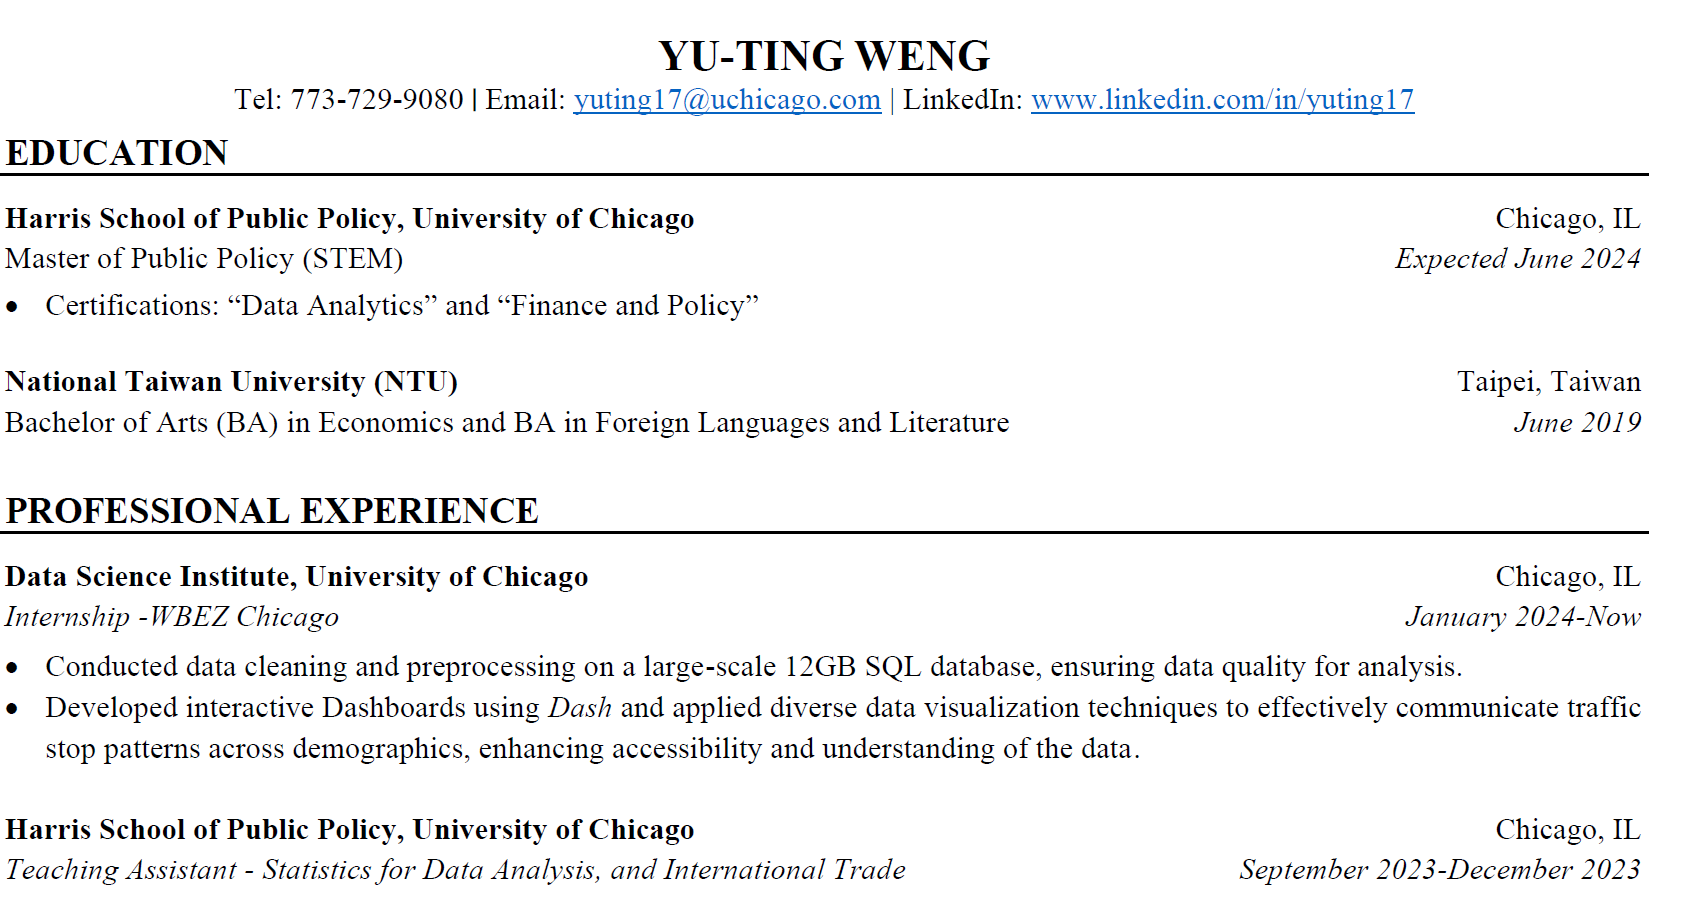 YU-TING WENG
Tel: 773-729-9080 | Email: yuting17@uchicago.com | LinkedIn: www.linkedin.com/in/yuting17
EDUCATION
Harris School of Public Policy, University of Chicago Chicago, IL
Master of Public Policy (STEM) Expected June 2024
• Certifications: “Data Analytics” and “Finance and Policy”
National Taiwan University (NTU) Taipei, Taiwan
Bachelor of Arts (BA) in Economics and BA in Foreign Languages and Literature June 2019
PROFESSIONAL EXPERIENCE
Data Science Institute, University of Chicago Chicago, IL
Internship -WBEZ Chicago January 2024-Now
• Conducted data cleaning and preprocessing on a large-scale 12GB SQL database, ensuring data quality for analysis.
• Developed interactive Dashboards using Dash and applied diverse data visualization techniques to effectively communicate traffic
stop patterns across demographics, enhancing accessibility and understanding of the data.
Harris School of Public Policy, University of Chicago Chicago, IL
Teaching Assistant - Statistics for Data Analysis, and International Trade September 2023-December 2023